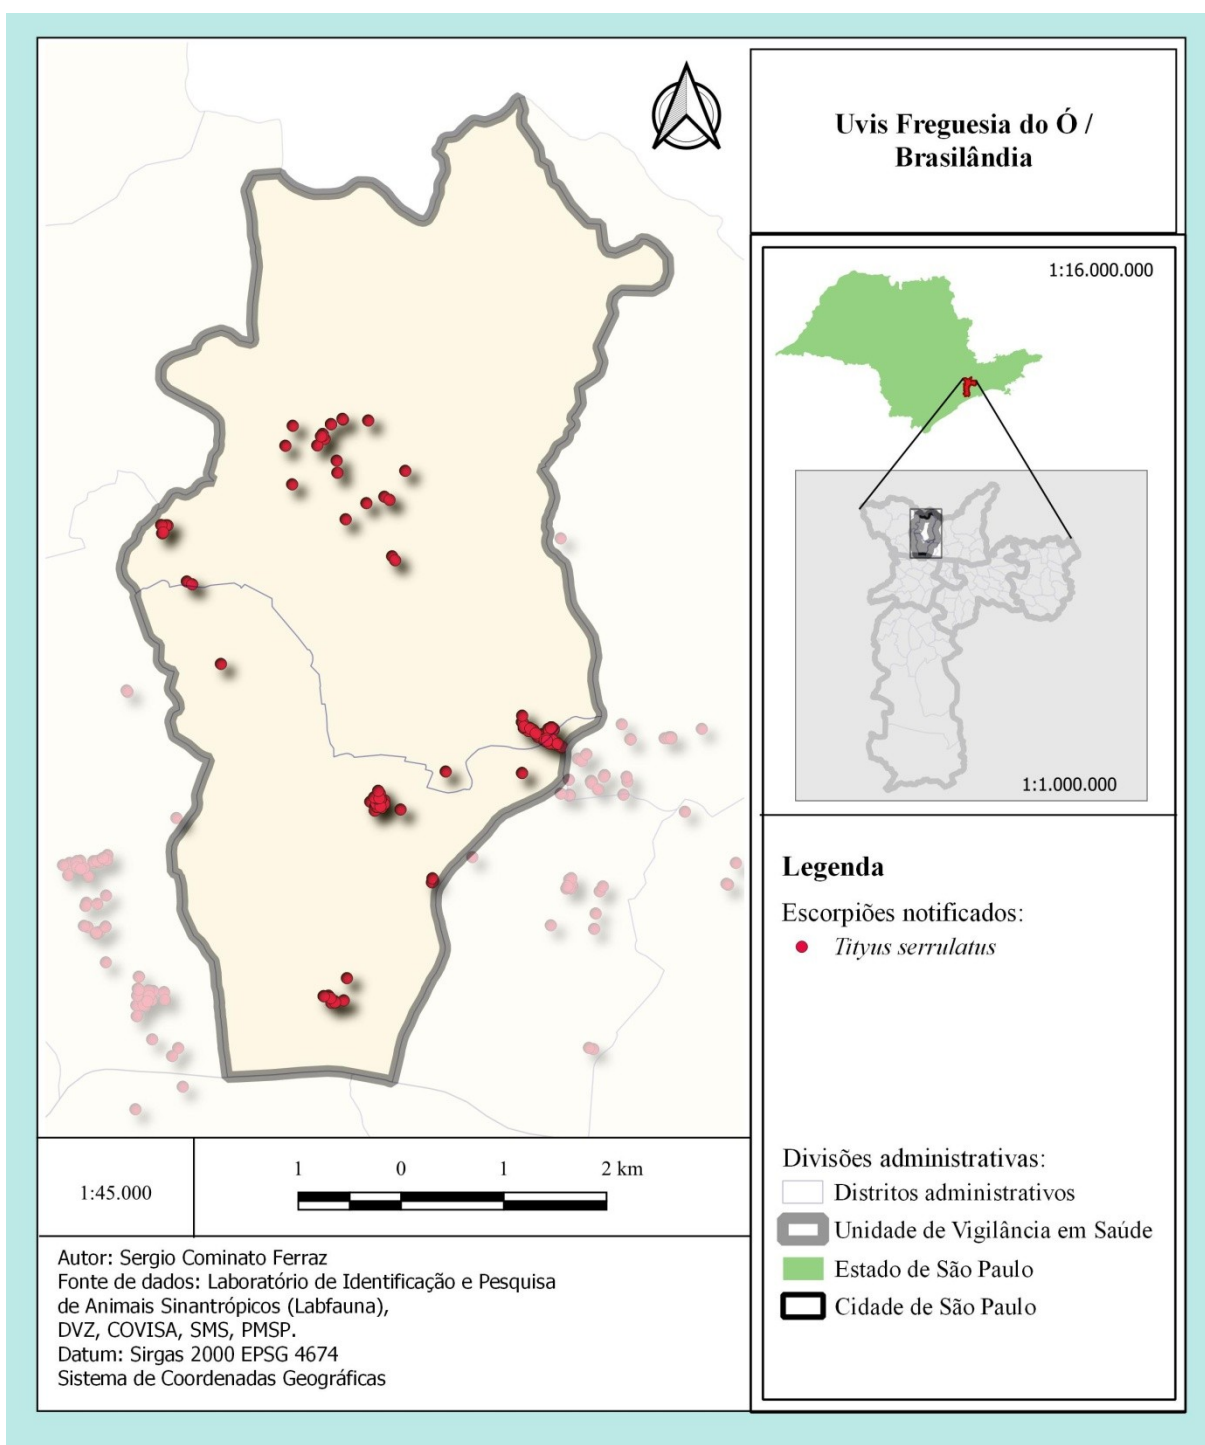 Uvis Freguesia do Ó /
Brasilândia
1:16.000.000
1:1.000.000
Legenda
Escorpiões notificados:
Tityus serrulatus
Divisões administrativas:
Distritos administrativos
Unidade de Vigilância em Saúde
Estado de São Paulo
Cidade de São Paulo
1:45.000
1 0 1 2 km
Autor: Sergio Cominato Ferraz
Fonte de dados: Laboratório de Identificação e Pesquisa
de Animais Sinantrópicos (Labfauna),
DVZ, COVISA, SMS, PMSP.
Datum: Sirgas 2000 EPSG 4674
Sistema de Coordenadas Geográficas